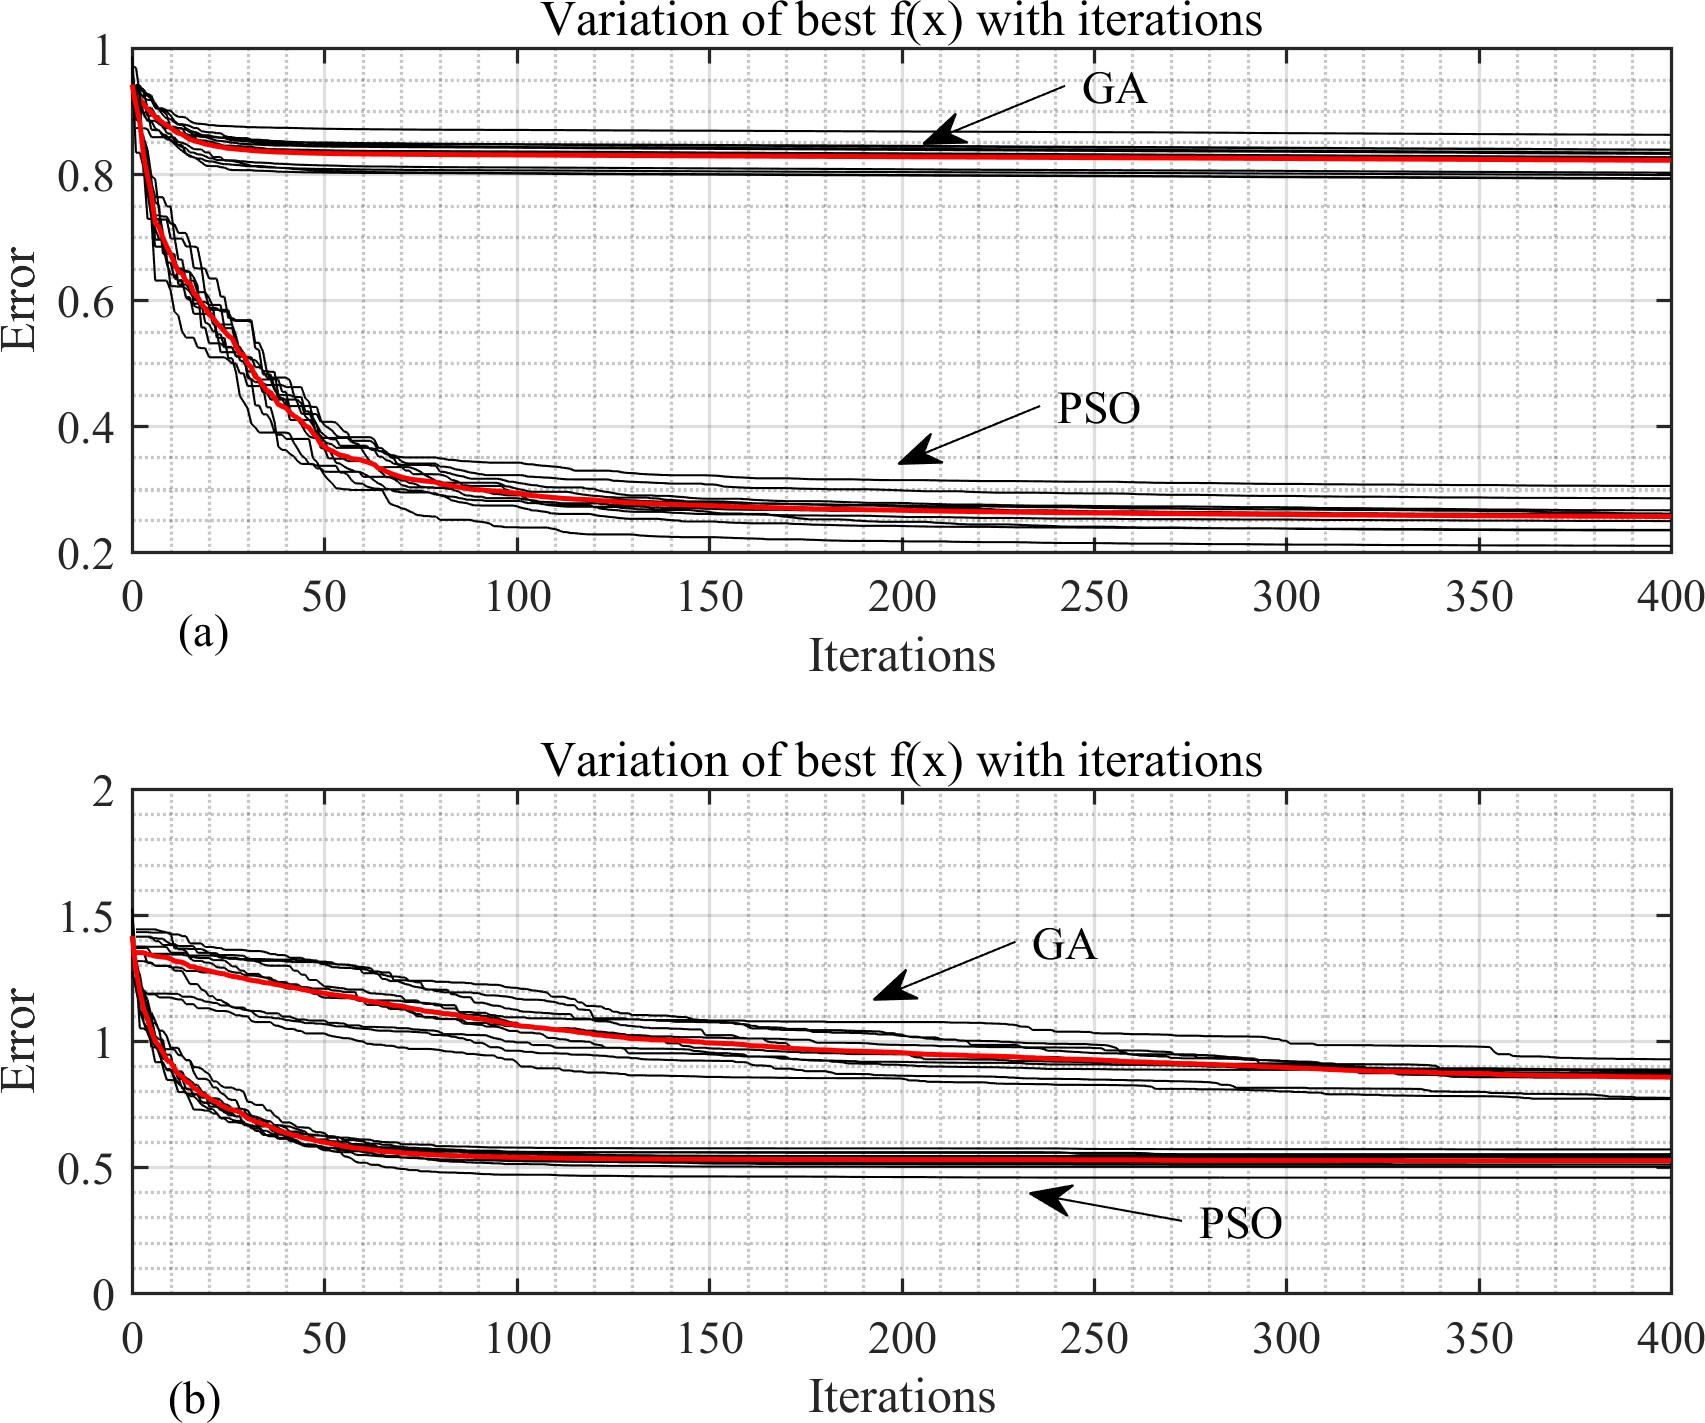 Variation of best f(x) with iterations
1
0.8
0.6
0.4
0.2
Error
GA
PSO
0 50 100 150 200 250 300 350 400
(a)
Iterations
Variation of best f(x) with iterations
2
1.5
1
0.5
0
Error
GA
PSO
0 50 100 150 200 250 300 350 400
(b)
Iterations